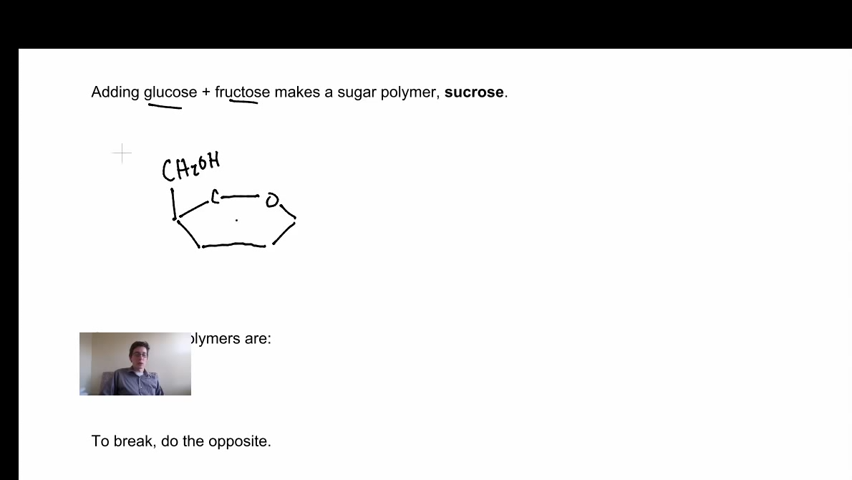 Adding glucose + fructose makes a sugar polymer, sucrose.
CH2OH
C O
olymers are:
To break, do the opposite.